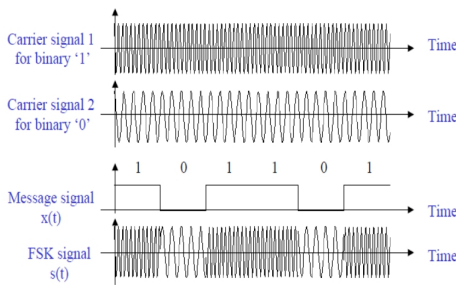 Carrier signal 1
for binary ‘1’
Time
Carrier signal 2
for binary ‘0’
Time
1 0 1 1 0 1
Message signal
x(t)
Time
FSK signal
s(t)
Time